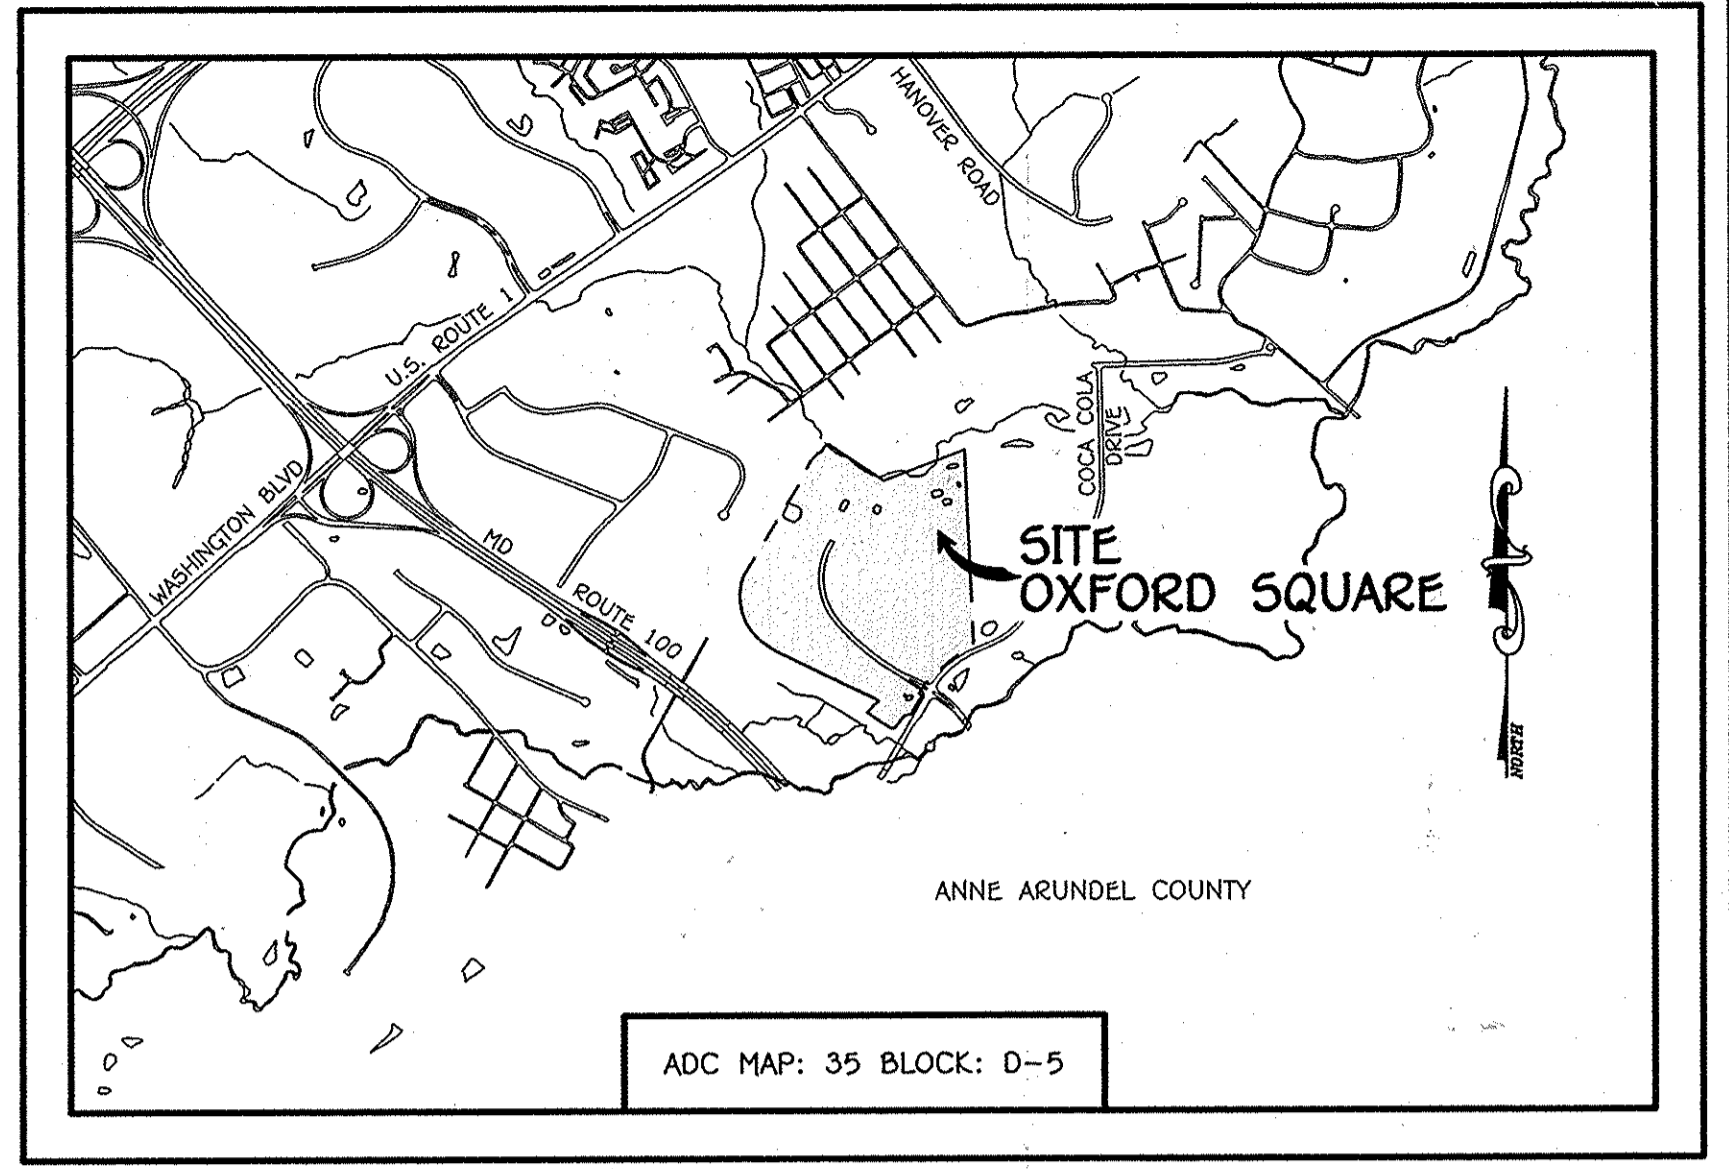 HANOVER ROAD
U.S. ROUTE 1
COCA COLA
DRIVE
WASHINGTON BLVD
MD
ROUTE 100
SITE
OXFORD SQUARE
NORTH
ANNE ARUNDEL COUNTY
ADC MAP: 35 BLOCK: D-5